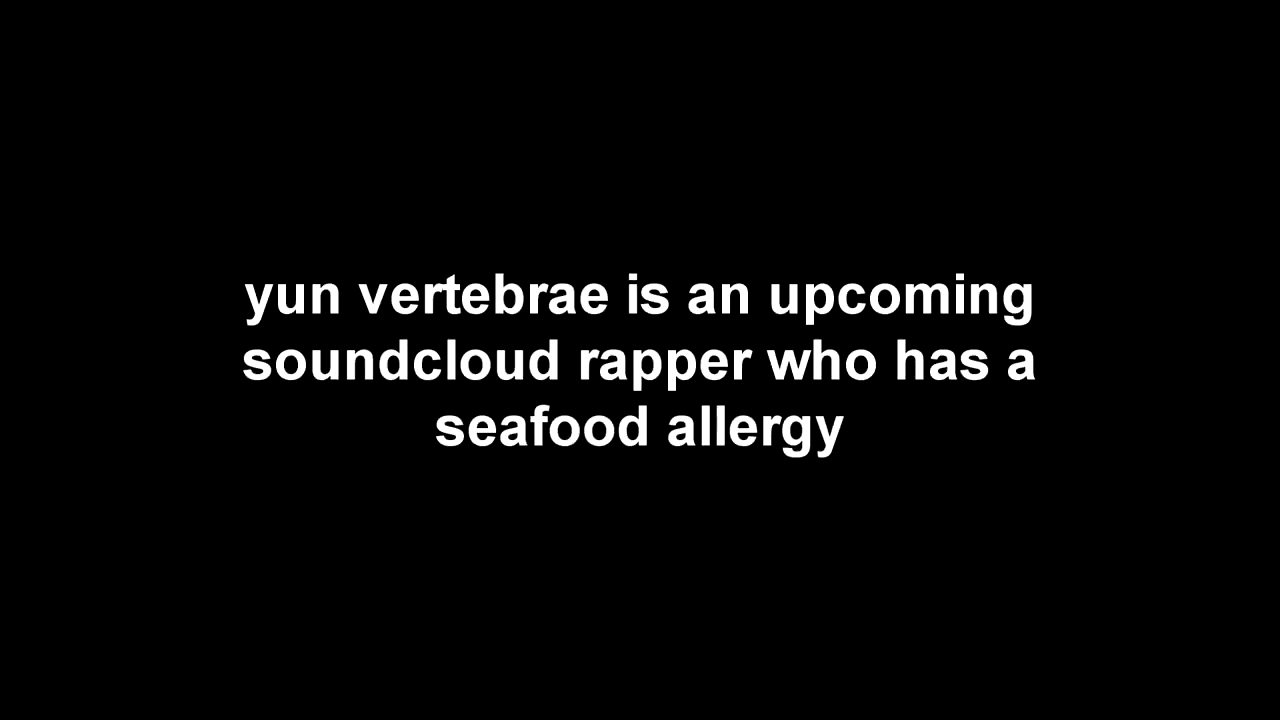 yun vertebrae is an upcoming
soundcloud rapper who has a
seafood allergy